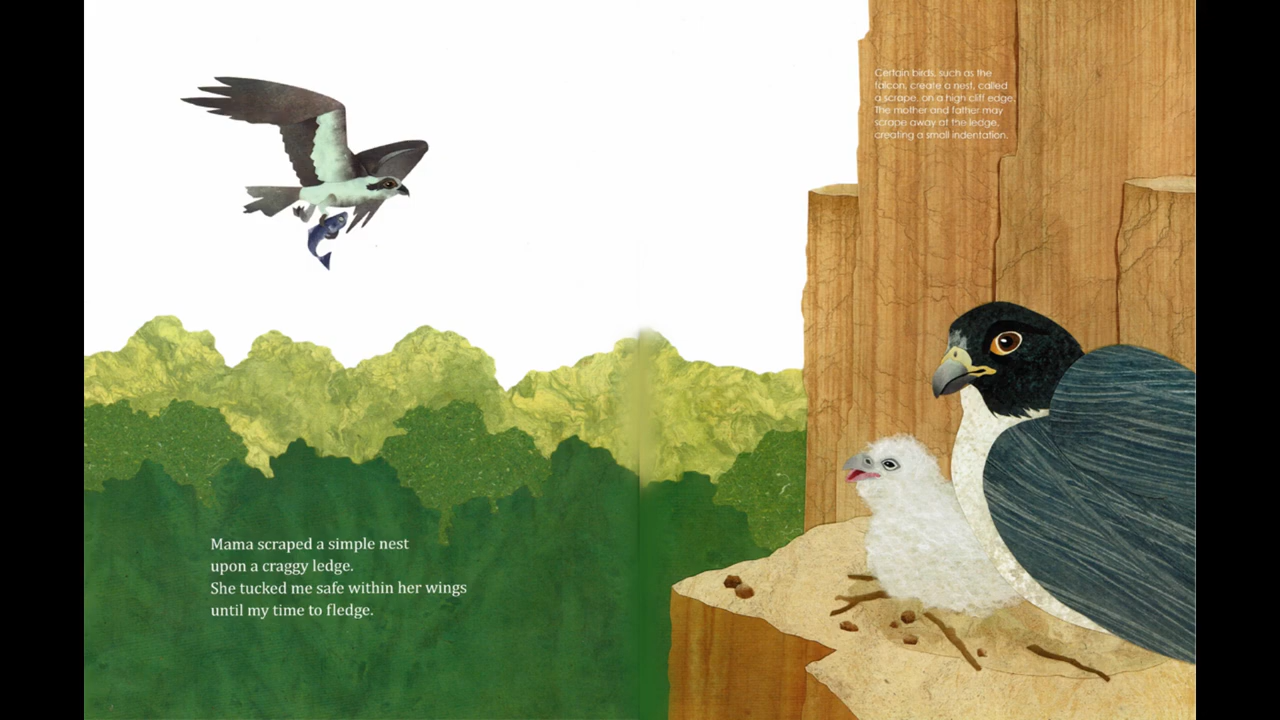 Mama scraped a simple nest
upon a craggy ledge.
She tucked me safe within her wings
until my time to fledge.
Certain birds, such as the
falcon, create a nest, called
a scrape, on a high cliff edge.
The mother and father may
scrape away at the ledge,
creating a small indentation.